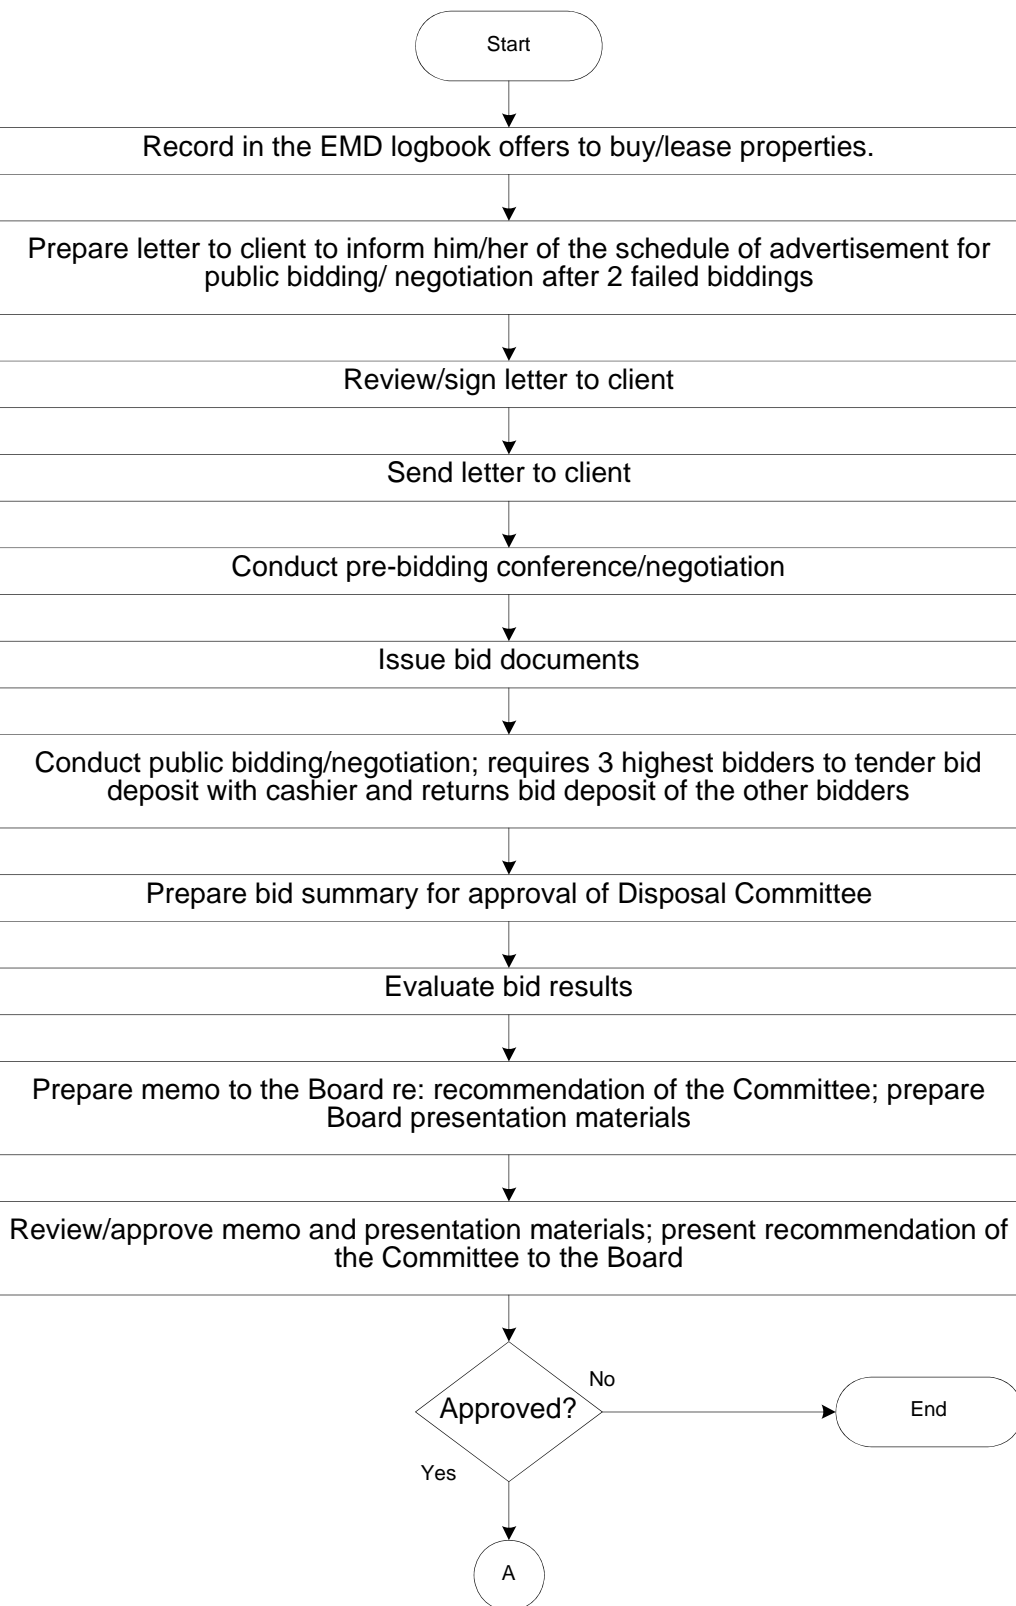 Start
Record in the EMD logbook offers to buy/lease properties.
Prepare letter to client to inform him/her of the schedule of advertisement for
public bidding/ negotiation after 2 failed biddings
Review/sign letter to client
Send letter to client
Conduct pre-bidding conference/negotiation
Issue bid documents
Conduct public bidding/negotiation; requires 3 highest bidders to tender bid
deposit with cashier and returns bid deposit of the other bidders
Prepare bid summary for approval of Disposal Committee
Evaluate bid results
Prepare memo to the Board re: recommendation of the Committee; prepare
Board presentation materials
Review/approve memo and presentation materials; present recommendation of
the Committee to the Board
Approved?
No
End
Yes
A